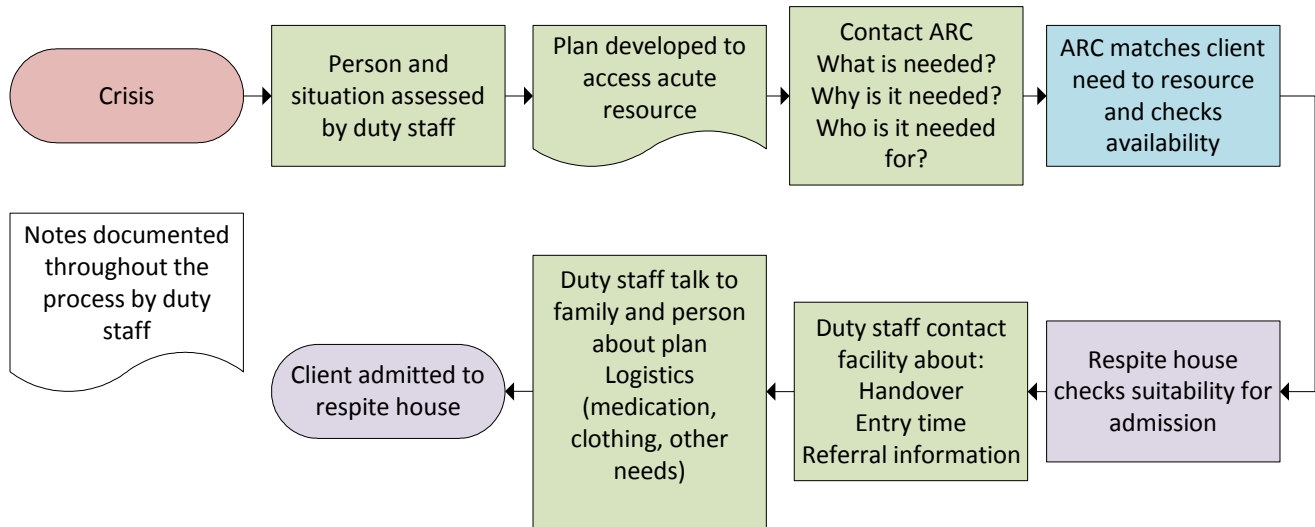 Crisis
Person and
situation assessed
by duty staff
Plan developed to
access acute
resource
Contact ARC
What is needed?
Why is it needed?
Who is it needed
for?
ARC matches client
need to resource
and checks
availability
Notes documented
throughout the
process by duty
staff
Client admitted to
respite house
Duty staff talk to
family and person
about plan
Logistics
(medication,
clothing, other
needs)
Duty staff contact
facility about:
Handover
Entry time
Referral information
Respite house
checks suitability for
admission